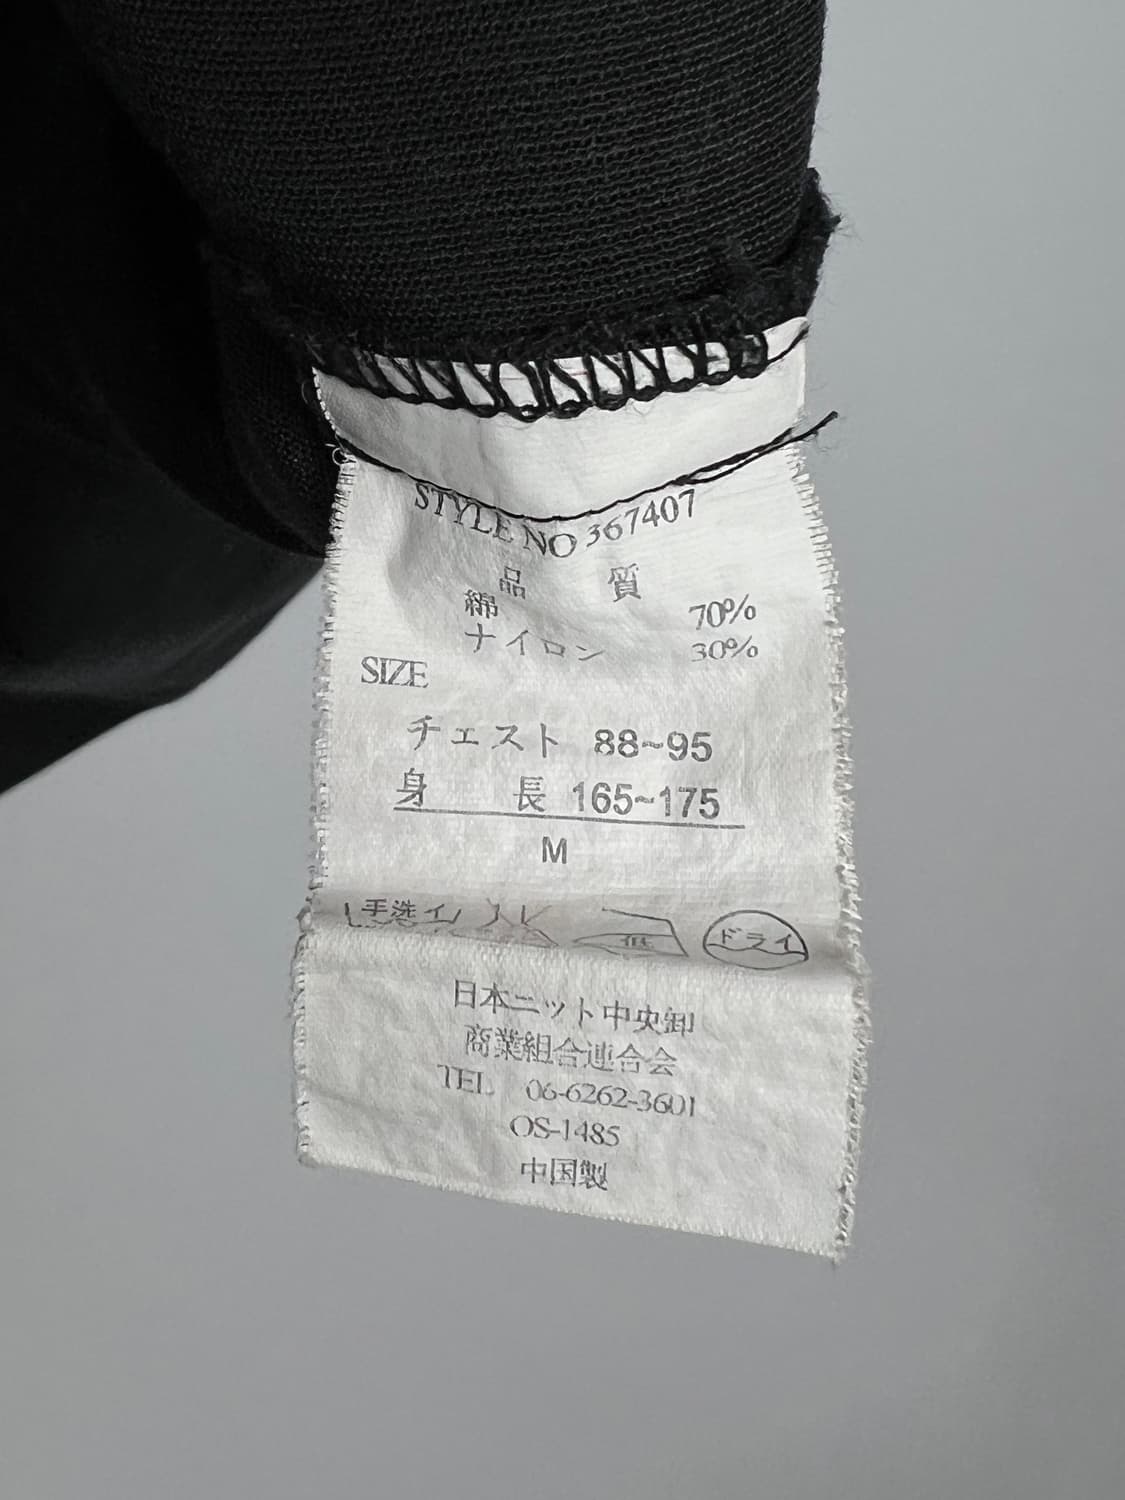 STYLE NO 367407
品 質
綿 70%
ナイロン 30%
SIZE
チェスト 88~95
身 長 165~175
M
手洗イ 低 ドライ
日本ニット中央卸
商業組合連合会
TEL 06-6262-3601
OS-1485
中国製